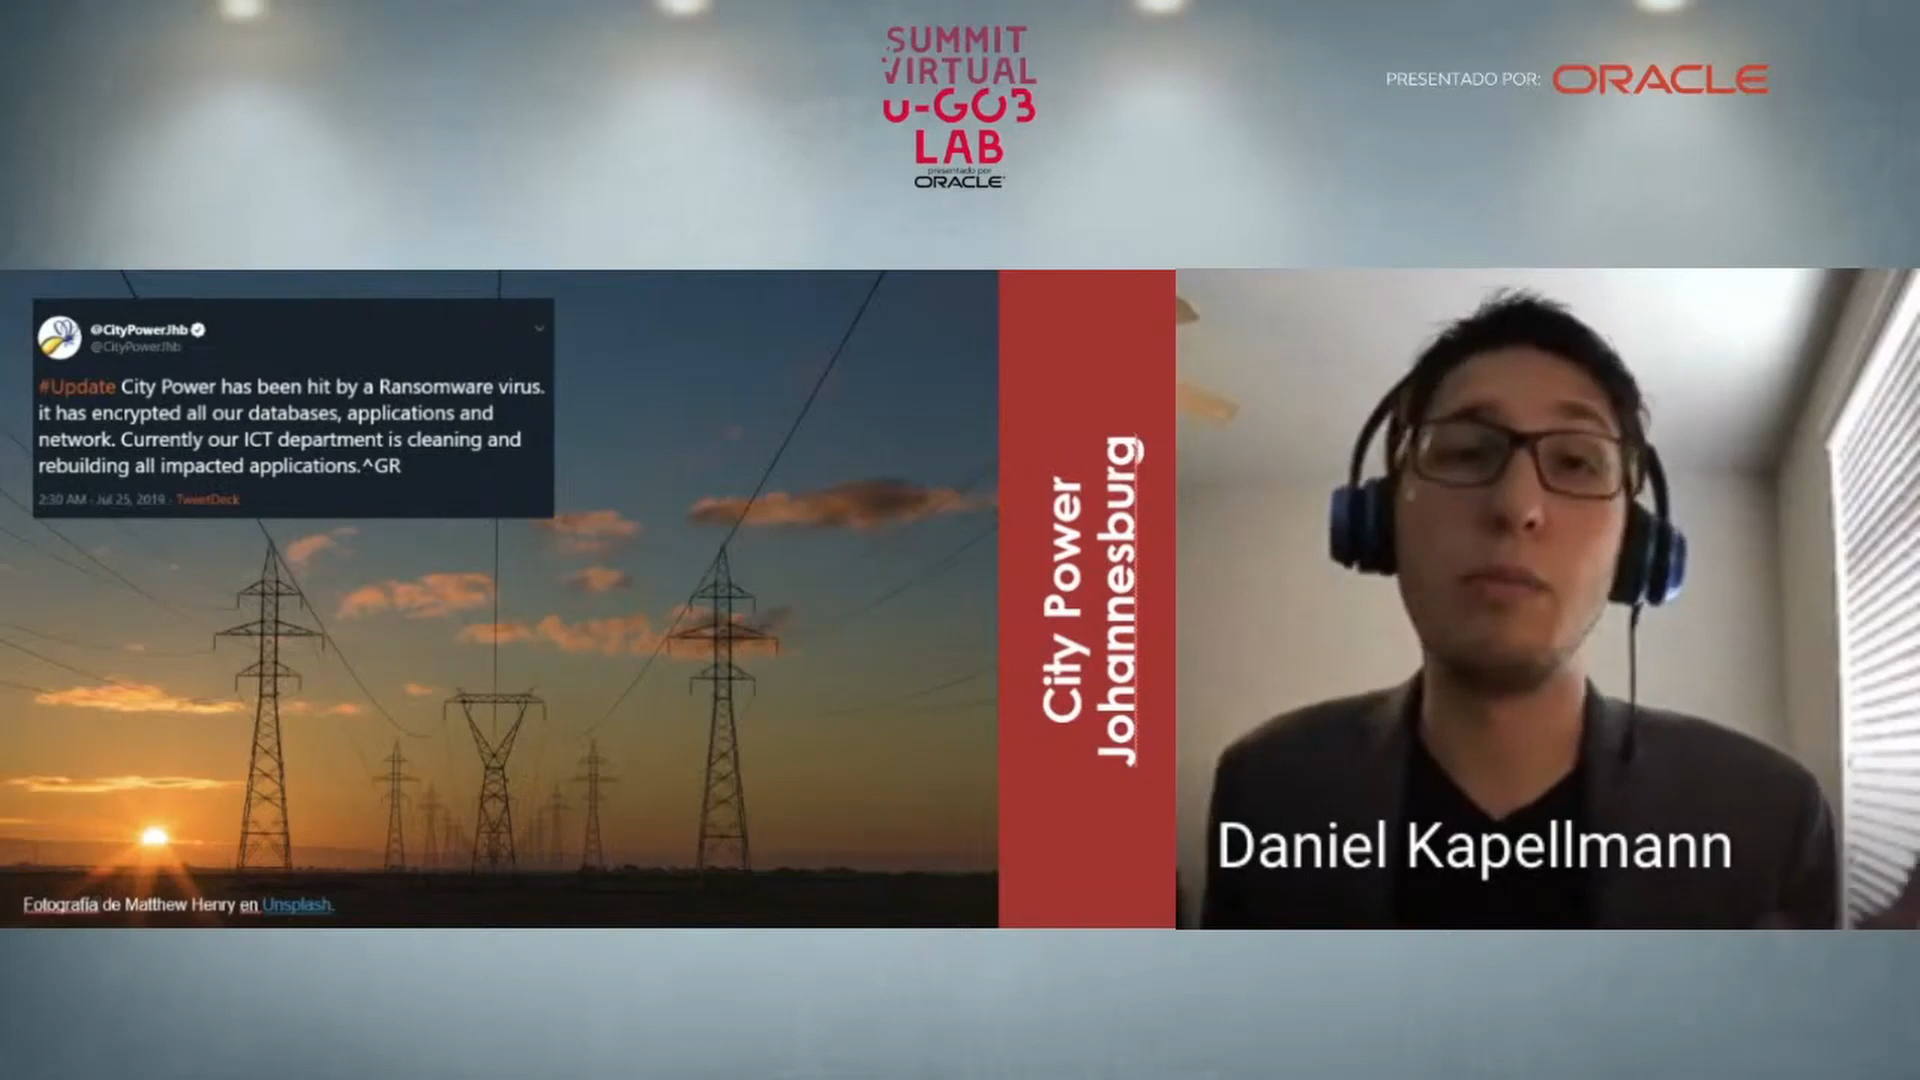 SUMMIT
VIRTUAL
u-GOB
LAB
presentado por
ORACLE
PRESENTADO POR: ORACLE
@CityPowerJhb
@CityPowerJhb
#Update City Power has been hit by a Ransomware virus.
it has encrypted all our databases, applications and
network. Currently our ICT department is cleaning and
rebuilding all impacted applications.^GR
2:30 AM - Jul 25, 2019 - TweetDeck
Fotografía de Matthew Henry en Unsplash.
City Power
Johannesburg
Daniel Kapellmann